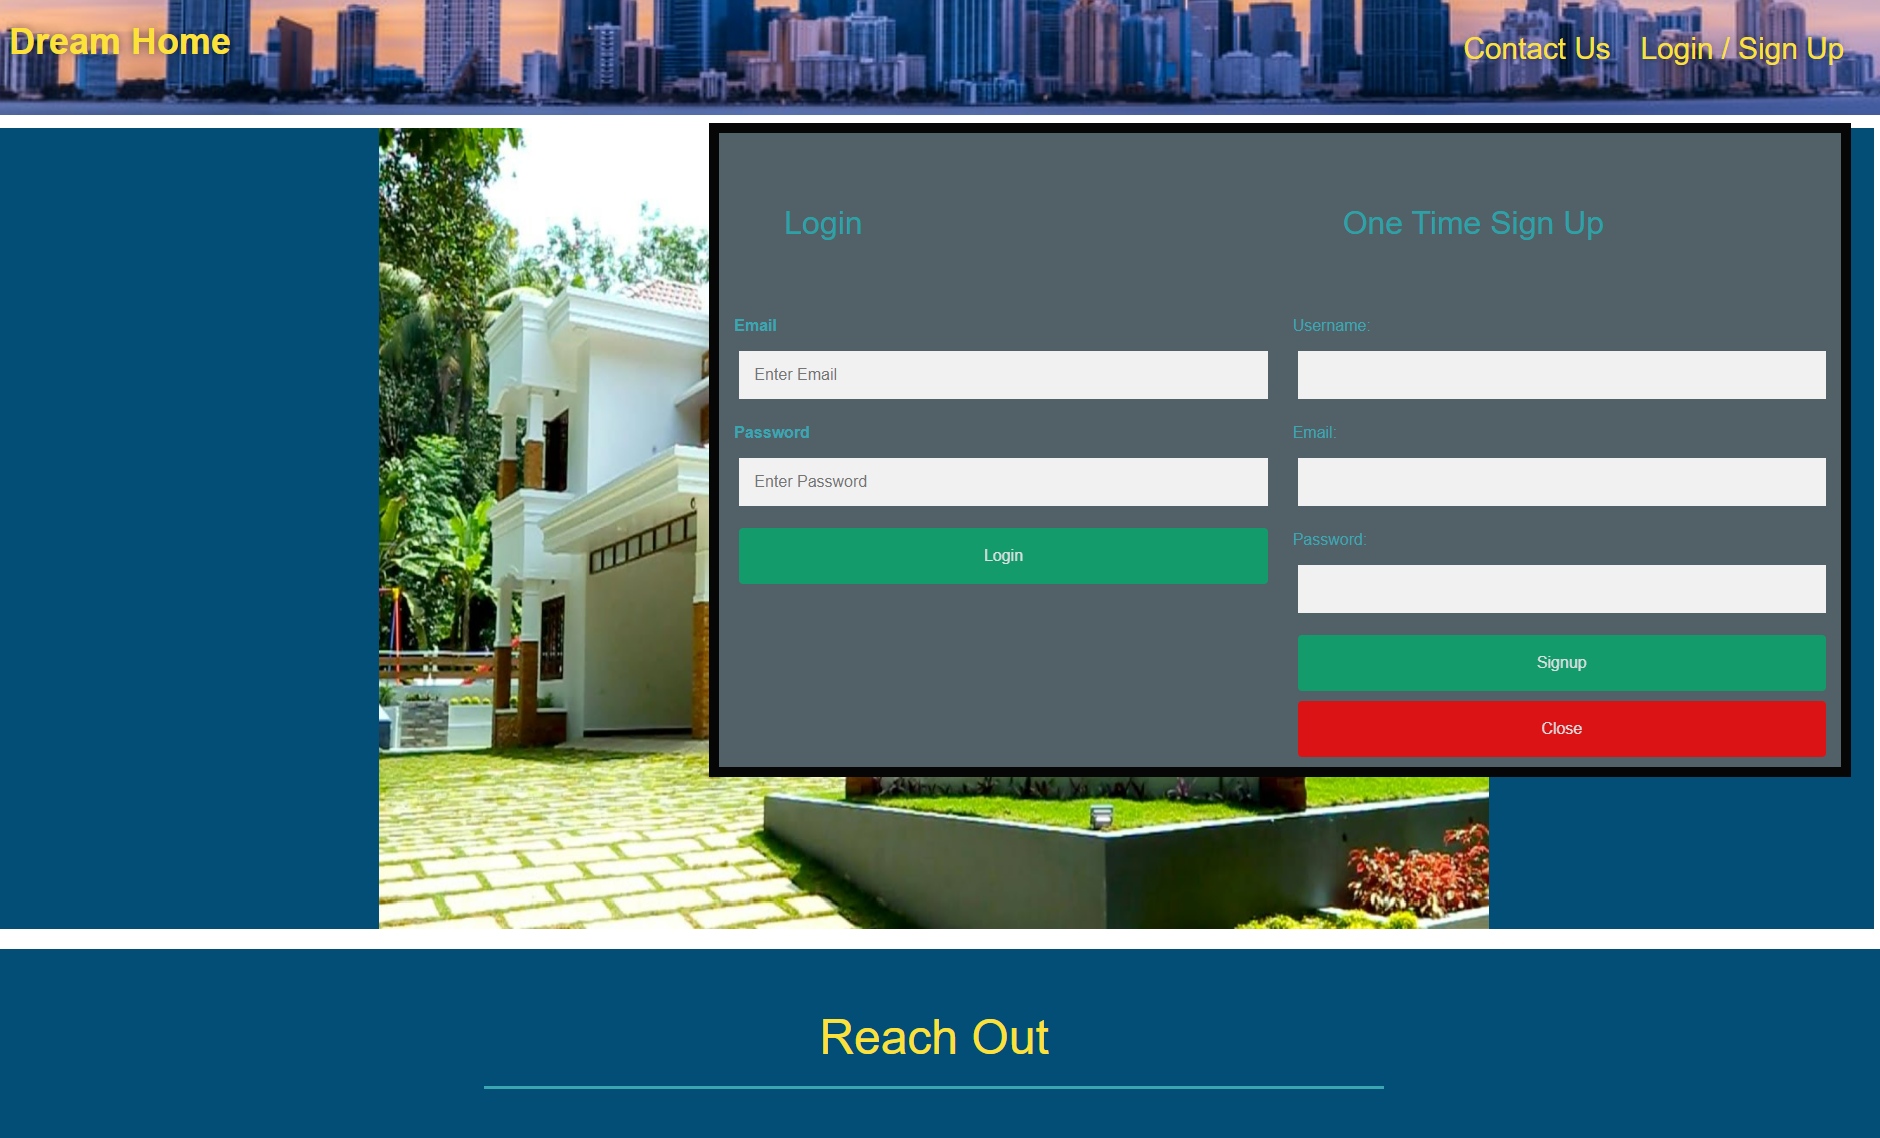 Dream Home
Contact Us
Login / Sign Up
Login
Email
Enter Email
Password
Enter Password
Login
One Time Sign Up
Username:
Email:
Password:
Signup
Close
Reach Out